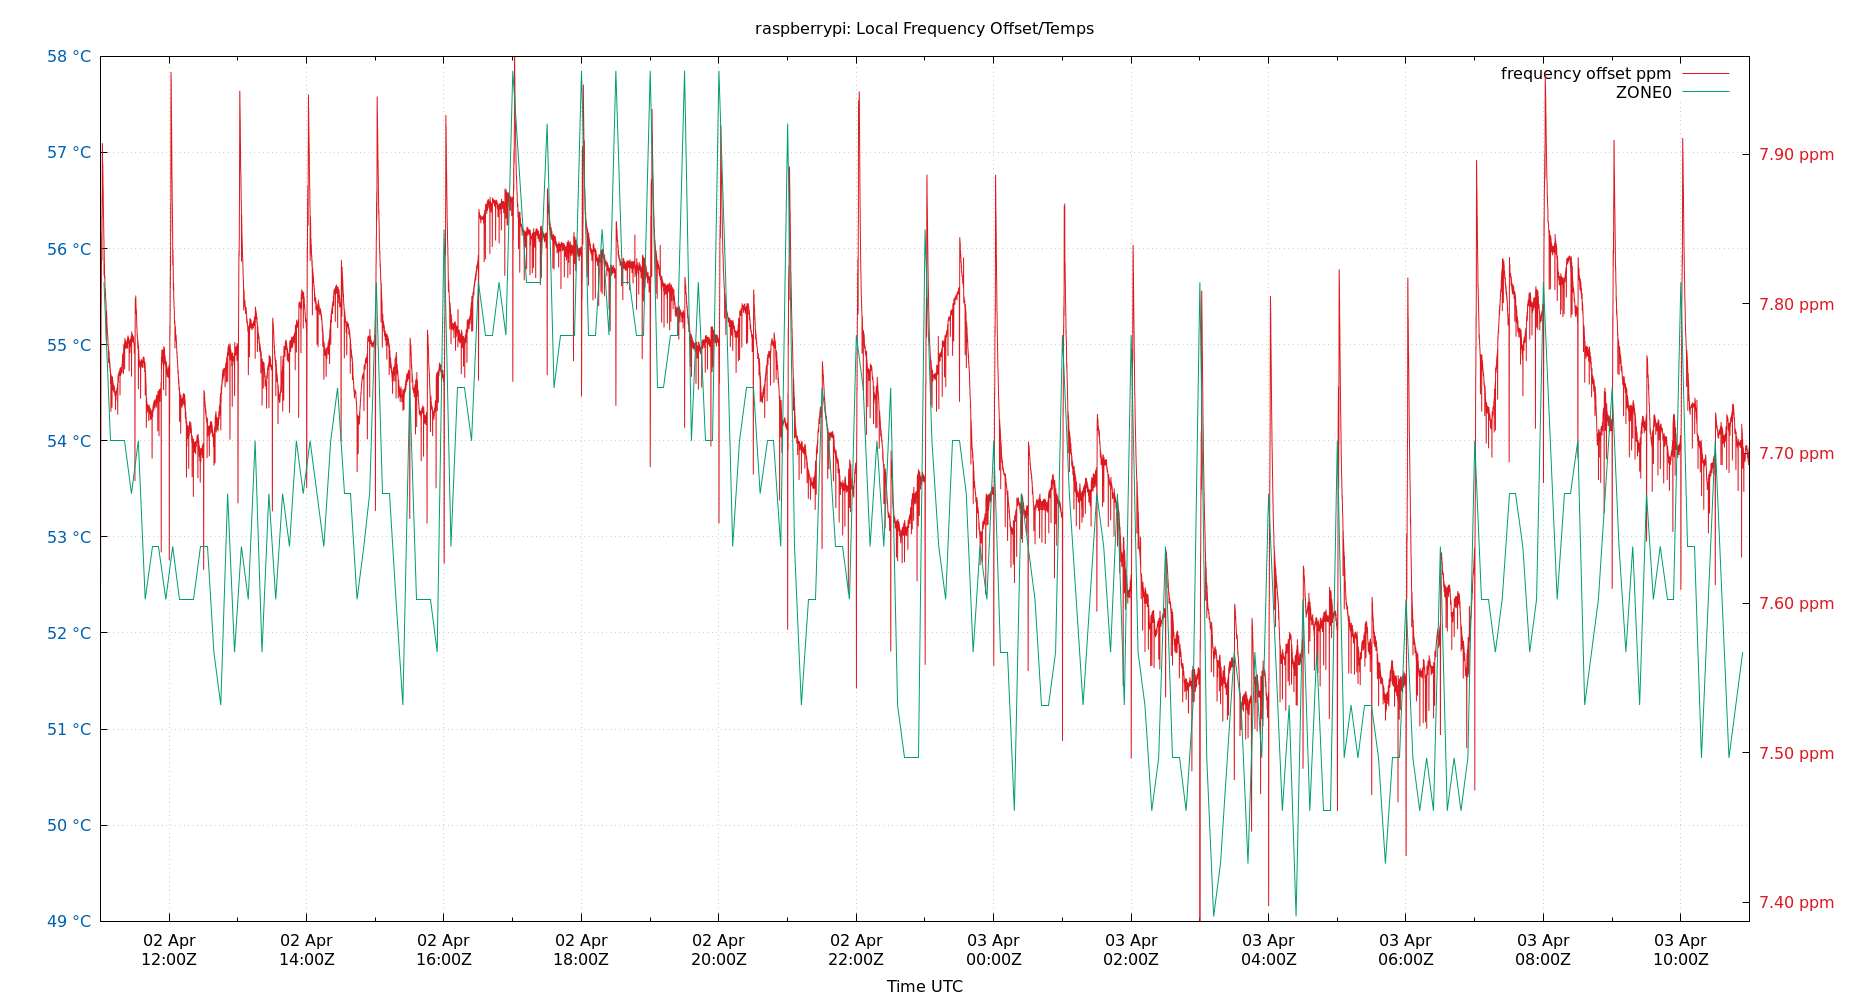 raspberrypi: Local Frequency Offset/Temps
frequency offset ppm
ZONE0
58 °C
57 °C
56 °C
55 °C
54 °C
53 °C
52 °C
51 °C
50 °C
49 °C
7.90 ppm
7.80 ppm
7.70 ppm
7.60 ppm
7.50 ppm
7.40 ppm
02 Apr
12:00Z
02 Apr
14:00Z
02 Apr
16:00Z
02 Apr
18:00Z
02 Apr
20:00Z
02 Apr
22:00Z
03 Apr
00:00Z
03 Apr
02:00Z
03 Apr
04:00Z
03 Apr
06:00Z
03 Apr
08:00Z
03 Apr
10:00Z
Time UTC